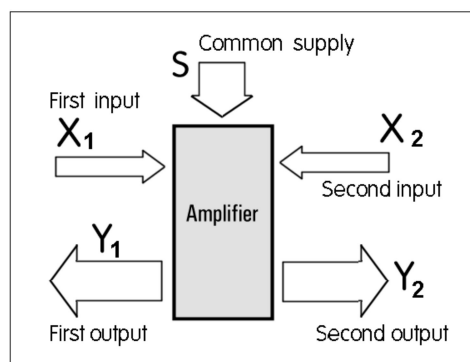 Common supply
S
First input
X1
X2
Second input
Amplifier
Y1
Y2
First output
Second output